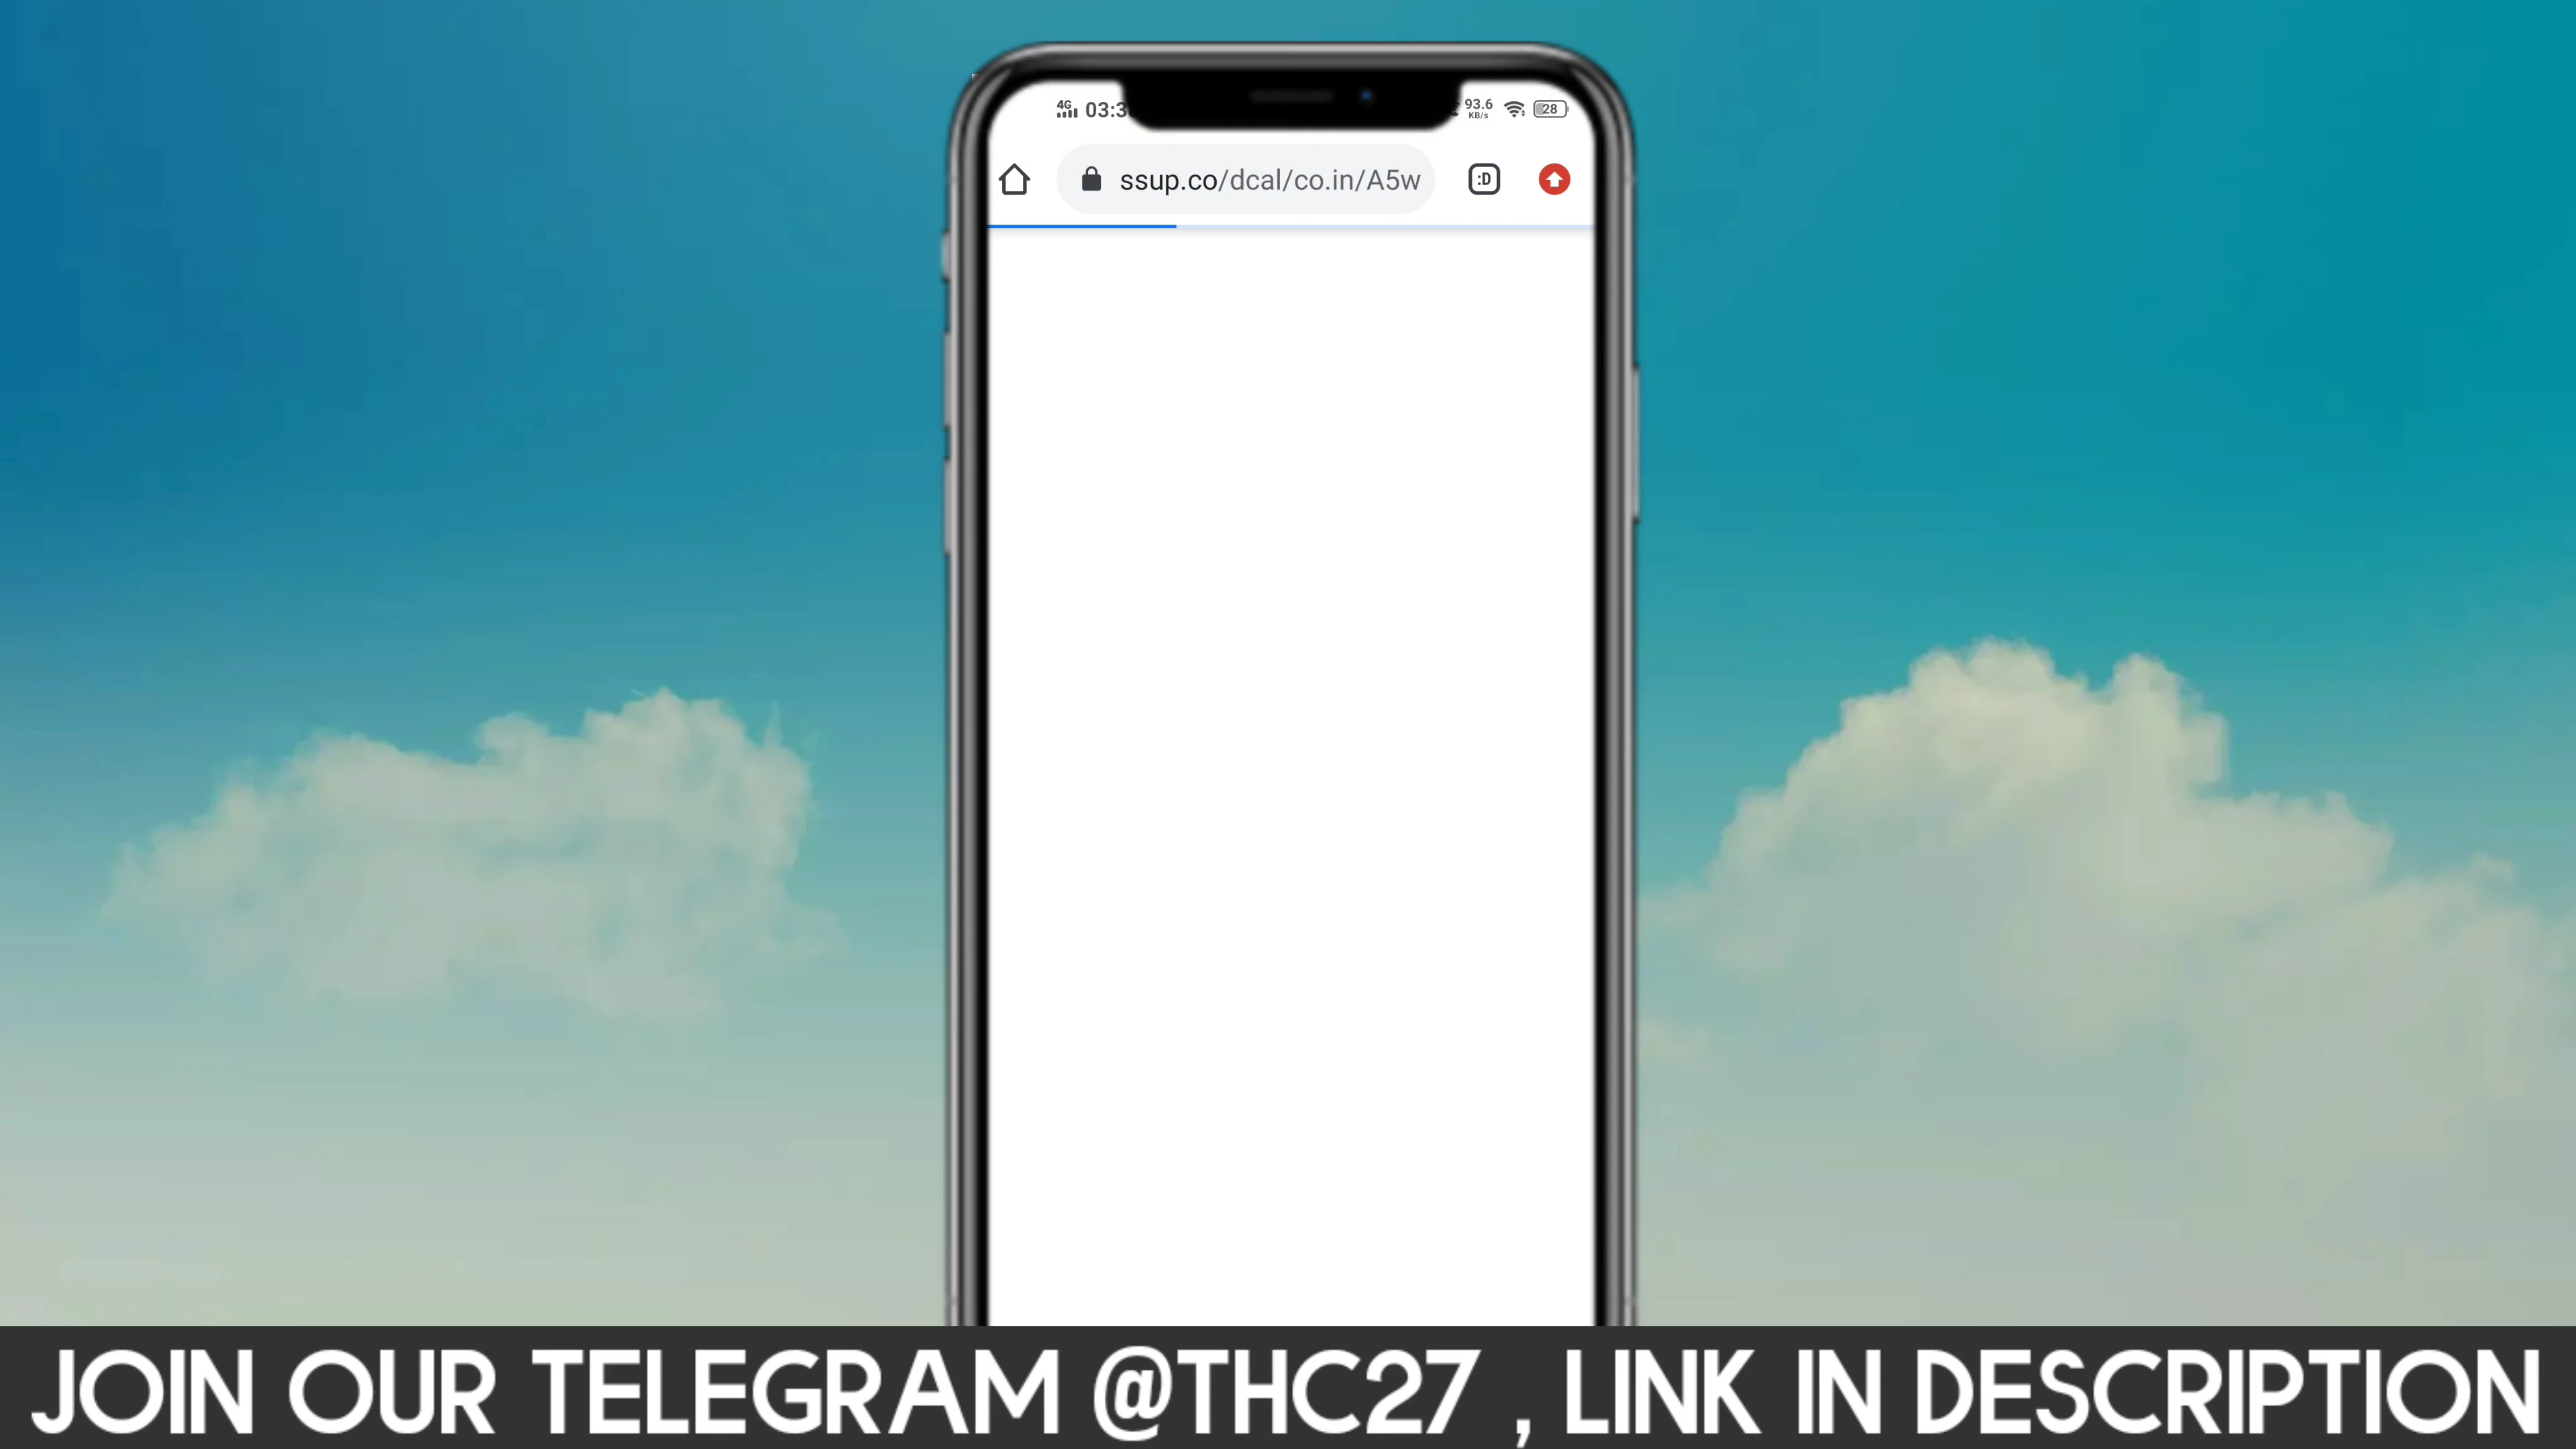 4G 03:3 93.6 KB/s 28
ssup.co/dcal/co.in/A5w :D
JOIN OUR TELEGRAM @THC27 , LINK IN DESCRIPTION